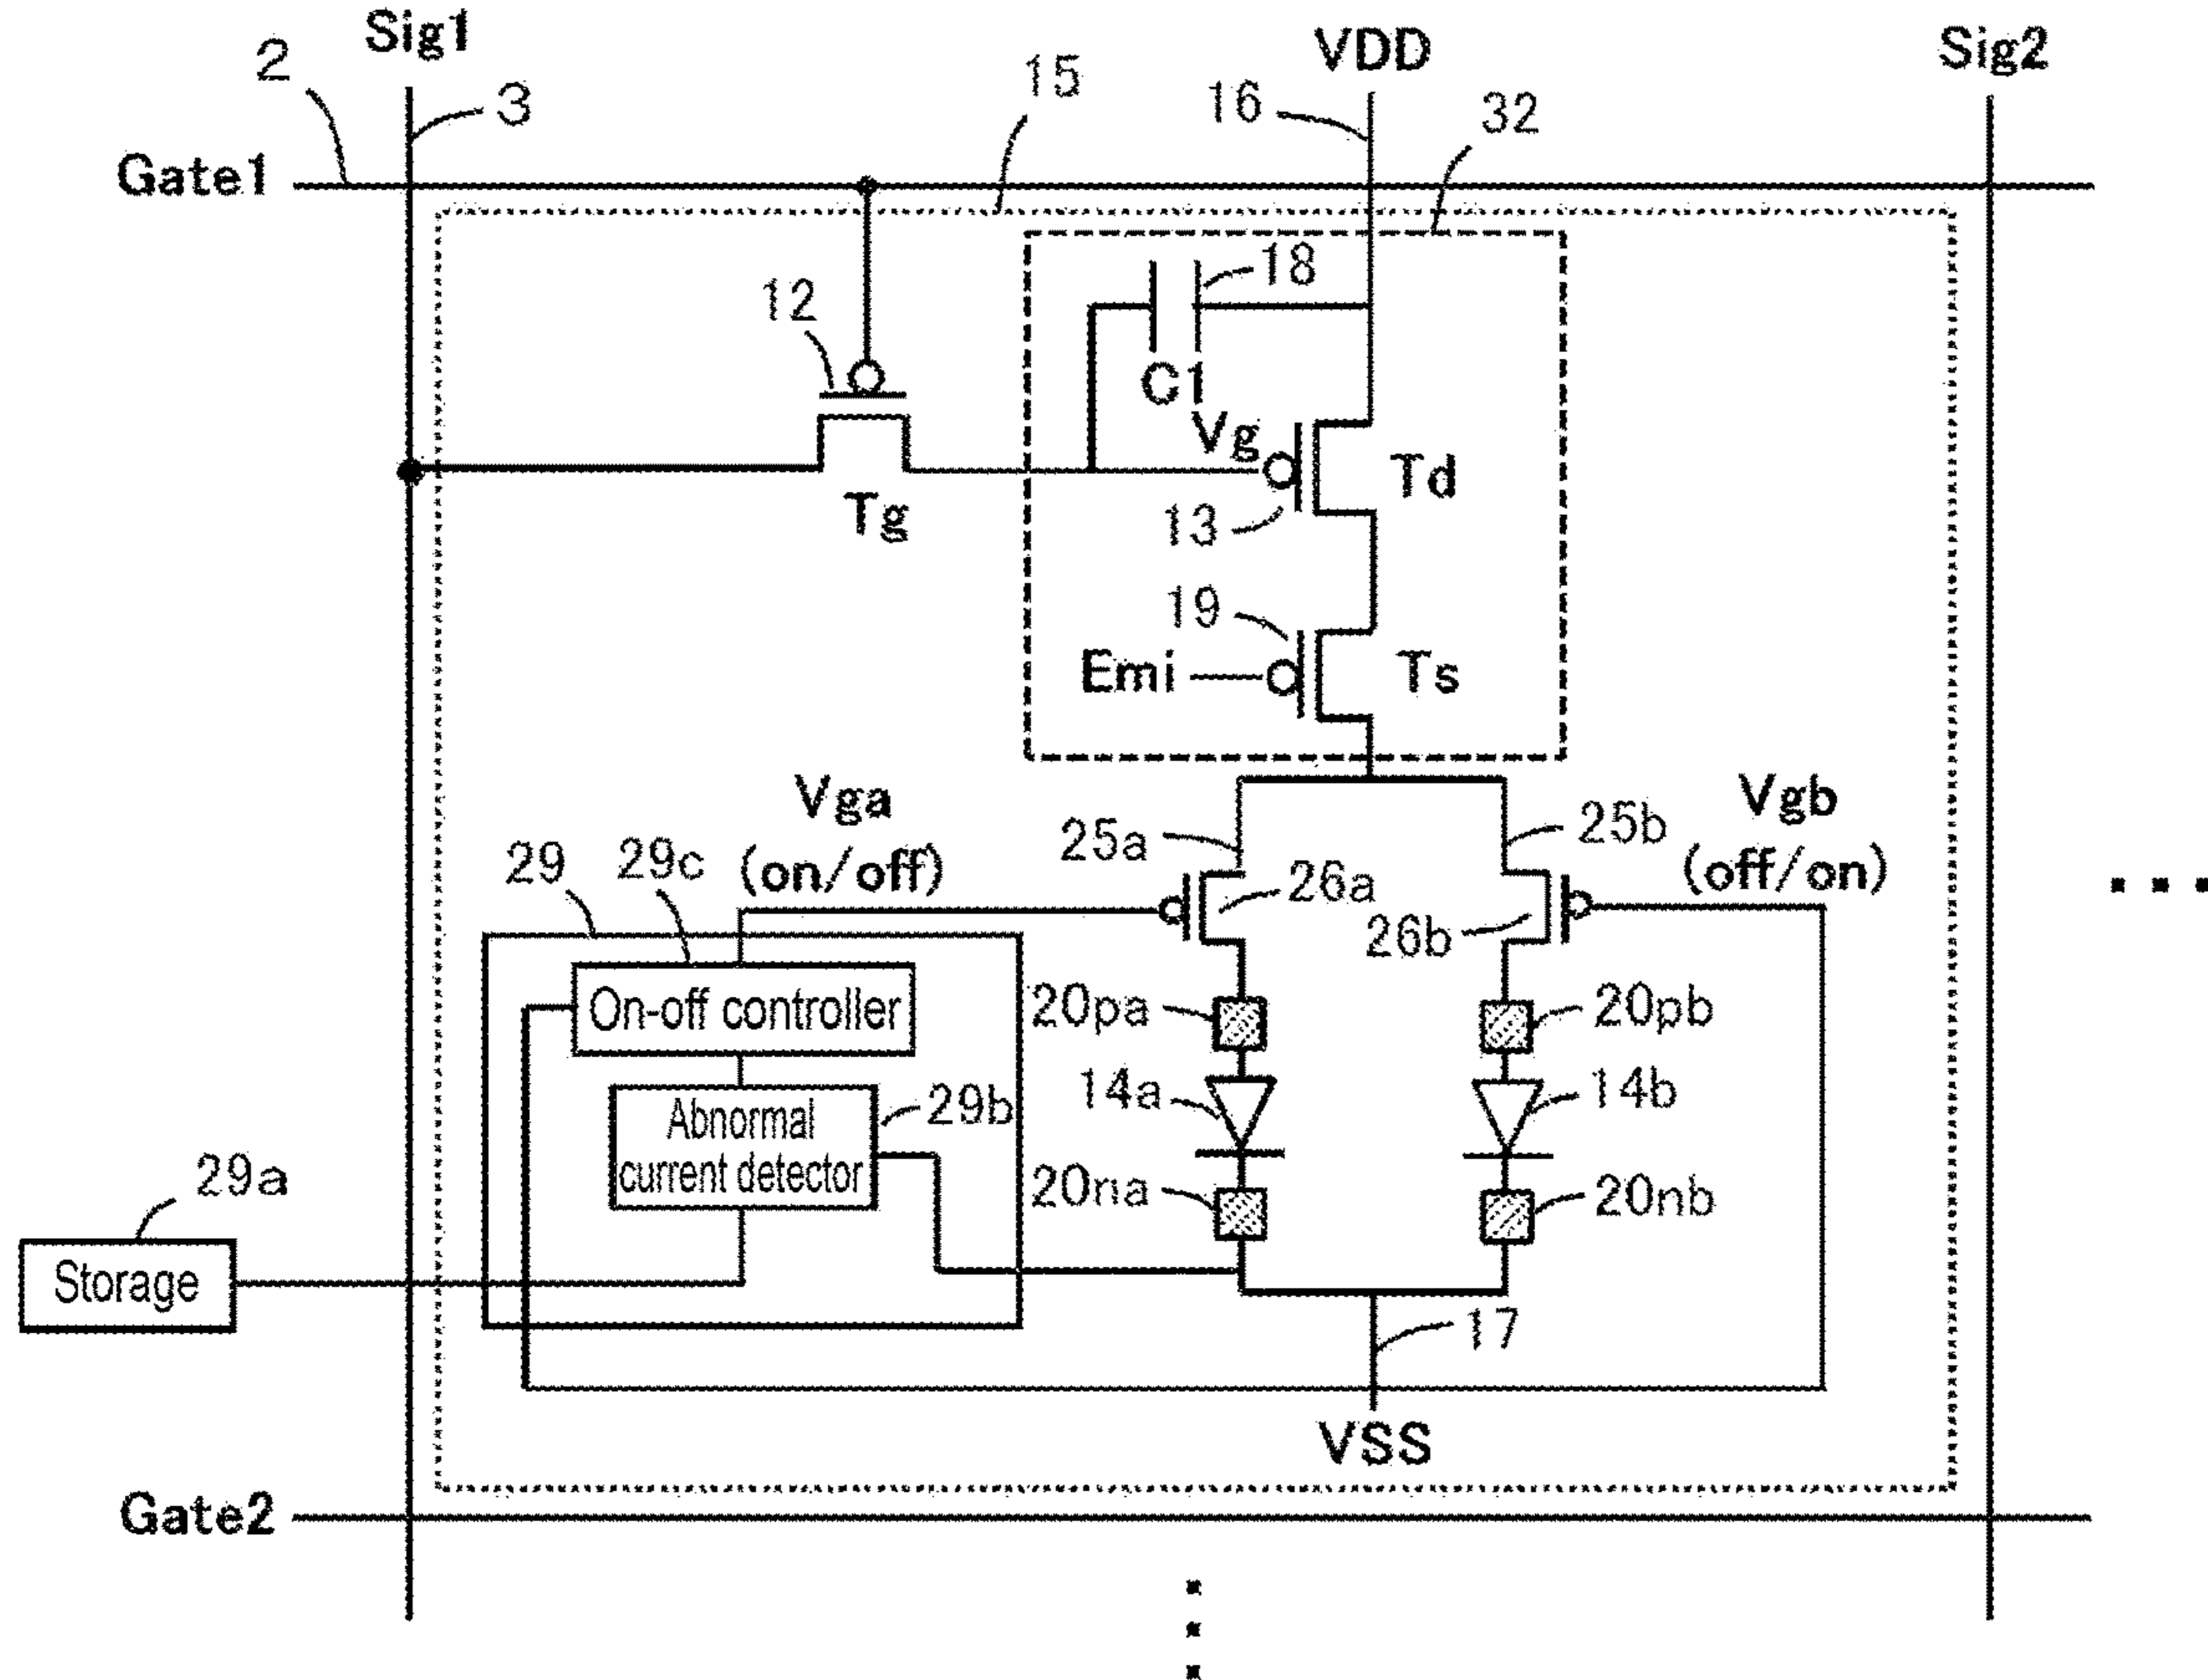 Sig1
VDD
Sig2
2
3
15
16
32
Gate1
18
12
C1
Vg
Td
Tg
13
19
Emi
Ts
Vga
(on/off)
Vgb
(off/on)
25a
25b
29
29c
26a
26b
On-off controller
20pa
20pb
Abnormal
current detector
29b
14a
14b
29a
20na
20nb
Storage
17
VSS
Gate2